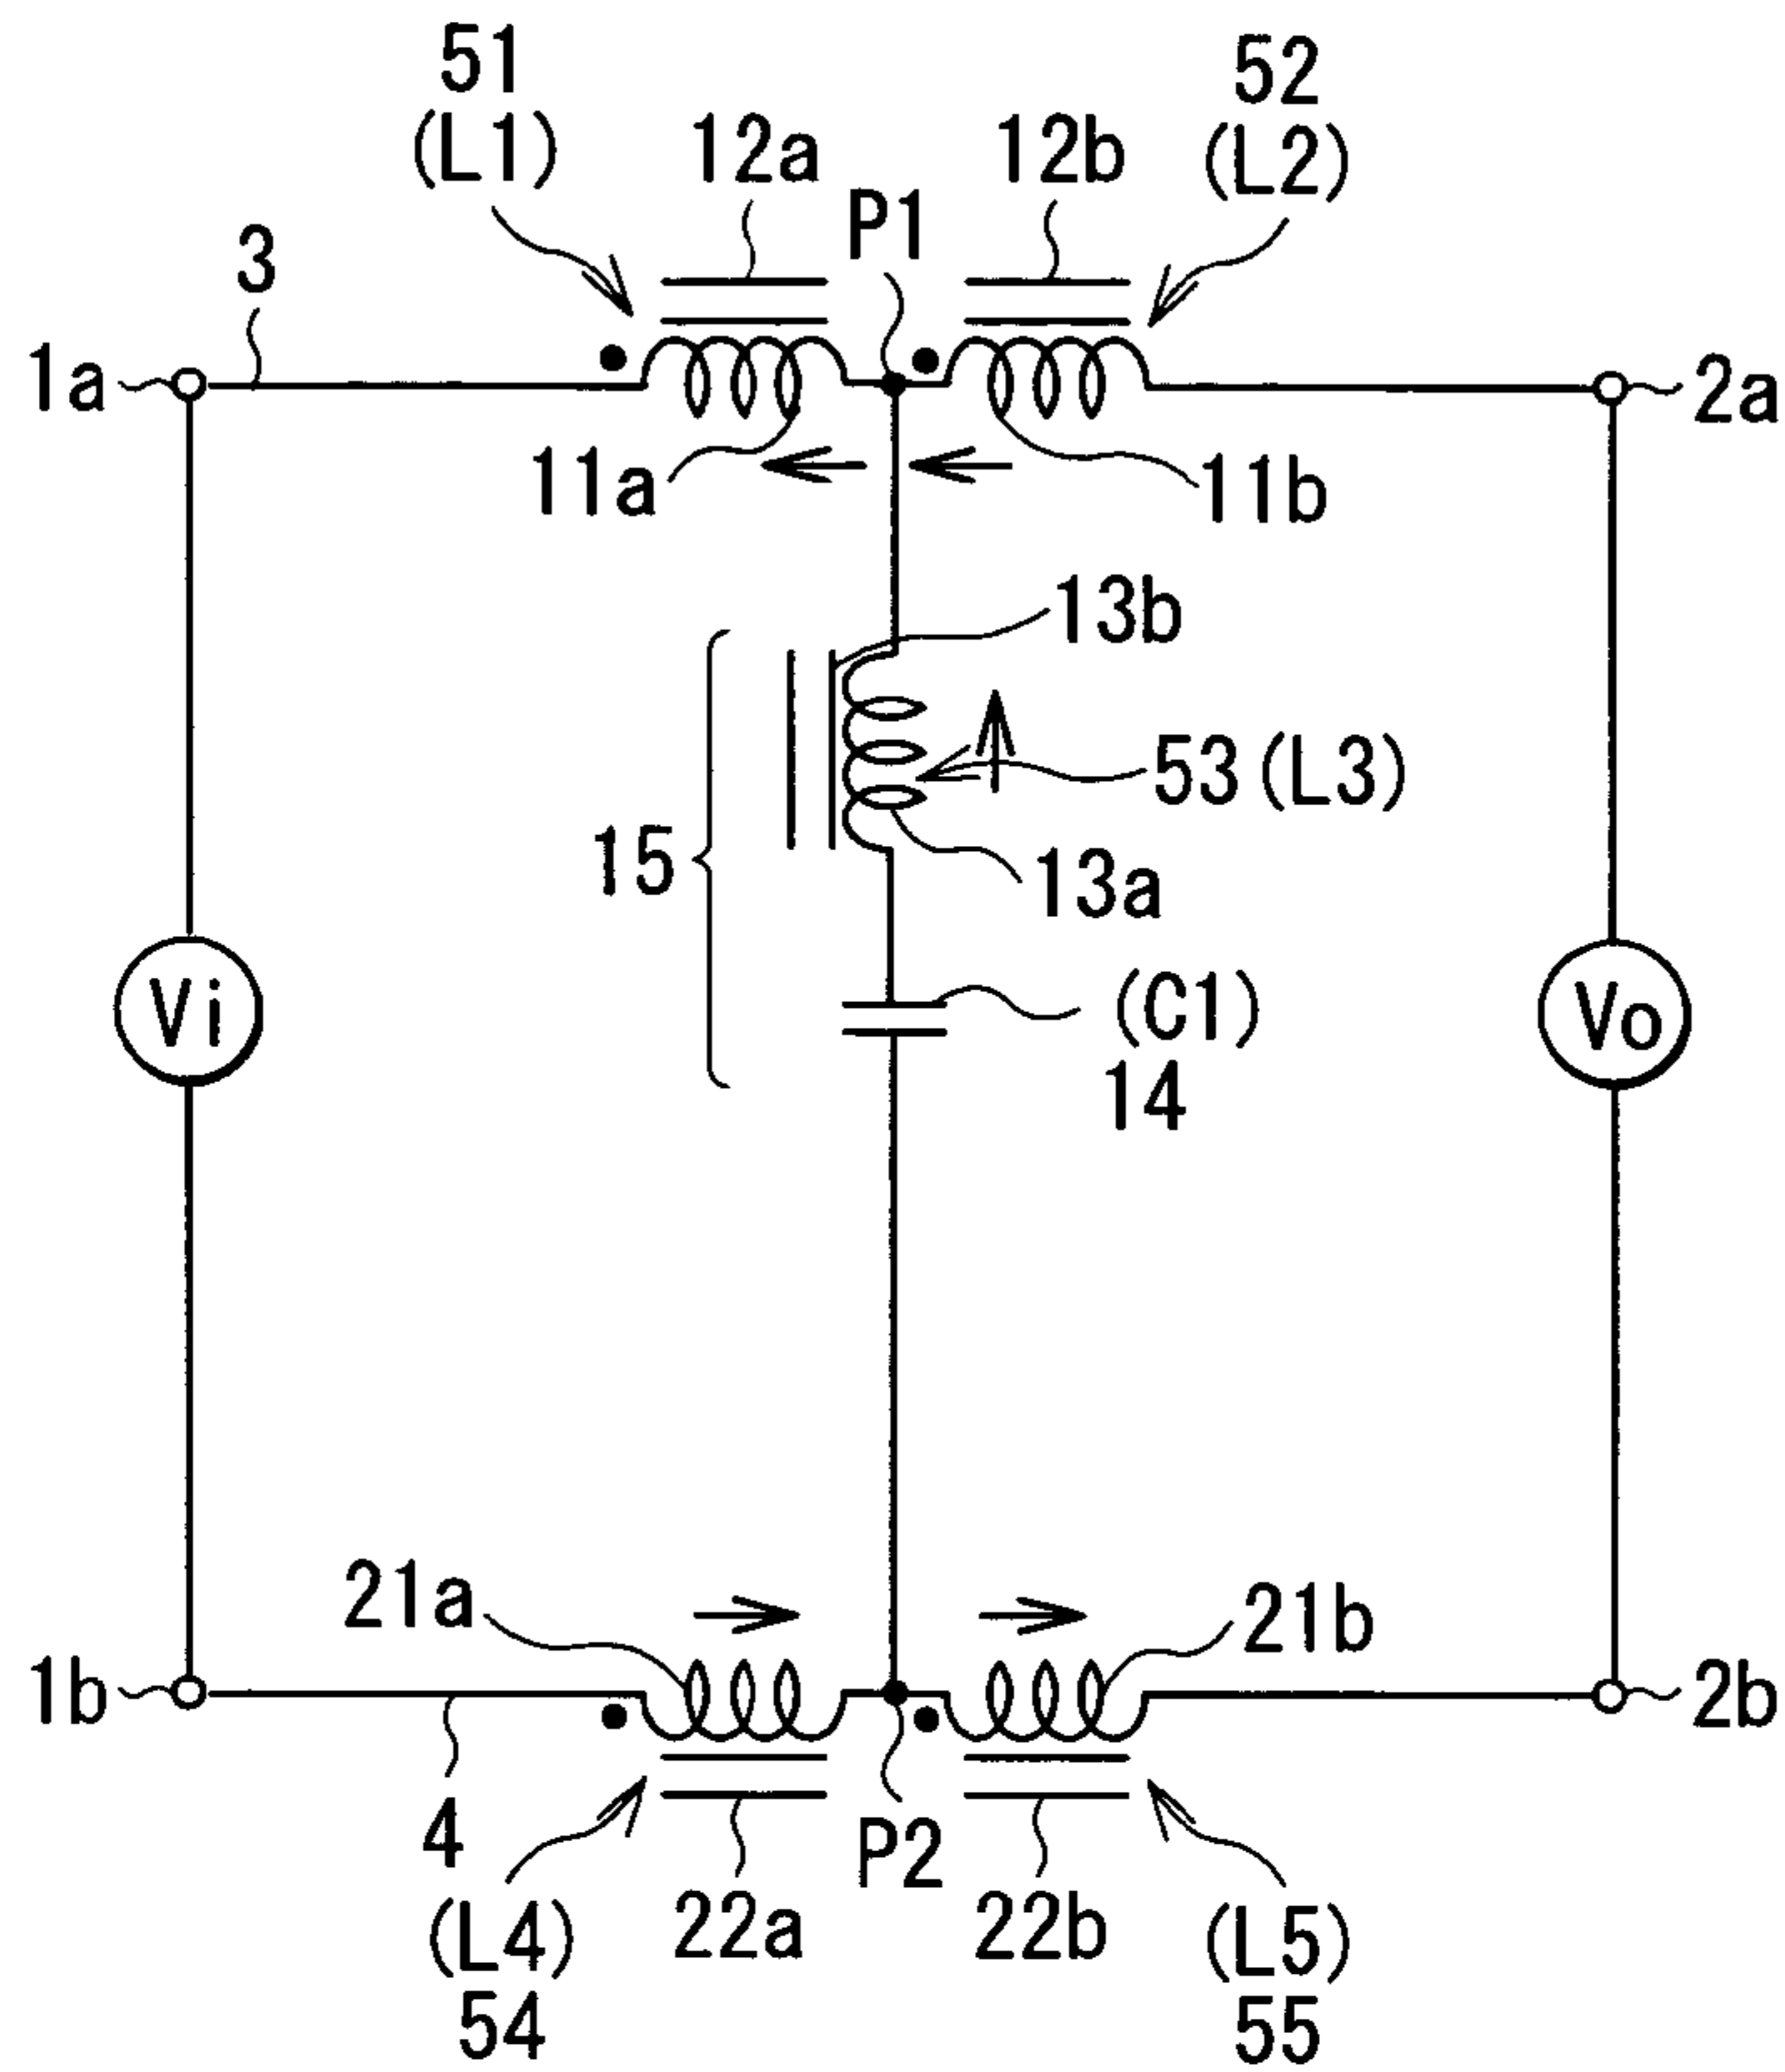 51
(L1)
12a
P1
12b
52
(L2)
3
1a
2a
11a
11b
13b
53(L3)
15
13a
Vi
(C1)
14
Vo
21a
21b
1b
2b
4
(L4)
54
22a
P2
22b
(L5)
55